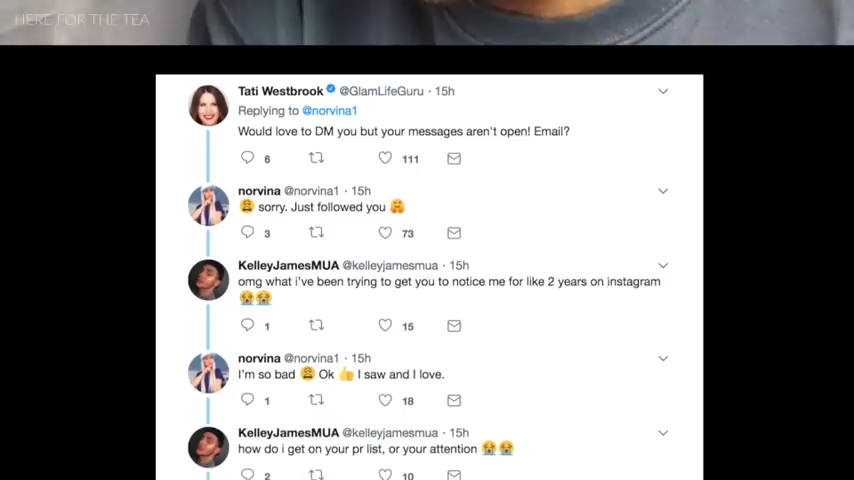 HERE FOR THE TEA
Tati Westbrook @GlamLifeGuru · 15h
Replying to @norvina1
Would love to DM you but your messages aren't open! Email?
6 111
norvina @norvina1 · 15h
😩 sorry. Just followed you 🤗
3 73
KelleyJamesMUA @kelleyjamesmua · 15h
omg what i've been trying to get you to notice me for like 2 years on instagram
😭😭
1 15
norvina @norvina1 · 15h
I'm so bad 😩 Ok 👍 I saw and I love.
1 18
KelleyJamesMUA @kelleyjamesmua · 15h
how do i get on your pr list, or your attention 😭😭
2 10